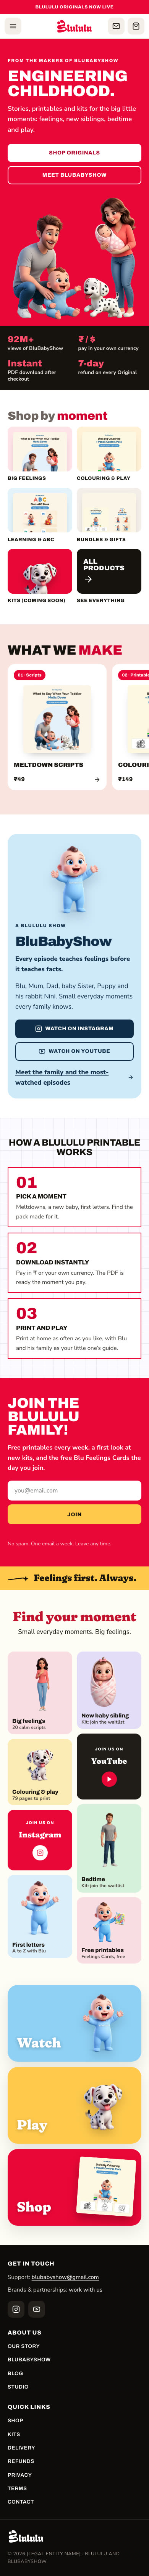 BLULULU ORIGINALS NOW LIVE
Blululu
FROM THE MAKERS OF BLUBABYSHOW
ENGINEERING
CHILDHOOD.
Stories, printables and kits for the big little
moments; feelings, new siblings, bedtime
and play.
SHOP ORIGINALS
MEET BLUBABYSHOW
92M+
views of BluBabyShow
₹ / $
pay in your own currency
Instant
PDF download after
checkout
7-day
refund on every Original
Shop by moment
BIG FEELINGS
COLOURING & PLAY
LEARNING & ABC
BUNDLES & GIFTS
ALL
PRODUCTS
KITS (COMING SOON)
SEE EVERYTHING
WHAT WE MAKE
01 · Scripts
MELTDOWN SCRIPTS
₹49
02 · Printables
COLOURI
₹149
A BLULULU SHOW
BluBabyShow
Every episode teaches feelings before
it teaches facts.
Blu, Mum, Dad, baby Sister, Puppy and
his rabbit Nini. Small everyday moments
every family knows.
WATCH ON INSTAGRAM
WATCH ON YOUTUBE
Meet the family and the most-
watched episodes
HOW A BLULULU PRINTABLE
WORKS
01
PICK A MOMENT
Meltdowns, a new baby, first letters. Find the
pack made for it.
02
DOWNLOAD INSTANTLY
Pay in ₹ or your own currency. The PDF is
ready the moment you pay.
03
PRINT AND PLAY
Print at home as often as you like, with Blu
and his family as your little one's guide.
JOIN THE
BLULULU
FAMILY!
Free printables every week, a first look at
new kits, and the free Blu Feelings Cards the
day you join.
you@email.com
JOIN
No spam. One email a week. Leave any time.
Feelings first. Always.
Find your moment
Small everyday moments. Big feelings.
Big feelings
20 calm scripts
New baby sibling
Kit: join the waitlist
Colouring & play
79 pages to print
JOIN US ON
YouTube
JOIN US ON
Instagram
Bedtime
Kit: join the waitlist
First letters
A to Z with Blu
Free printables
Feelings Cards, free
Watch
Play
Shop
GET IN TOUCH
Support: blubabyshow@gmail.com
Brands & partnerships: work with us
ABOUT US
OUR STORY
BLUBABYSHOW
BLOG
STUDIO
QUICK LINKS
SHOP
KITS
DELIVERY
REFUNDS
PRIVACY
TERMS
CONTACT
Blululu
© 2026 [LEGAL ENTITY NAME] · BLULULU AND
BLUBABYSHOW